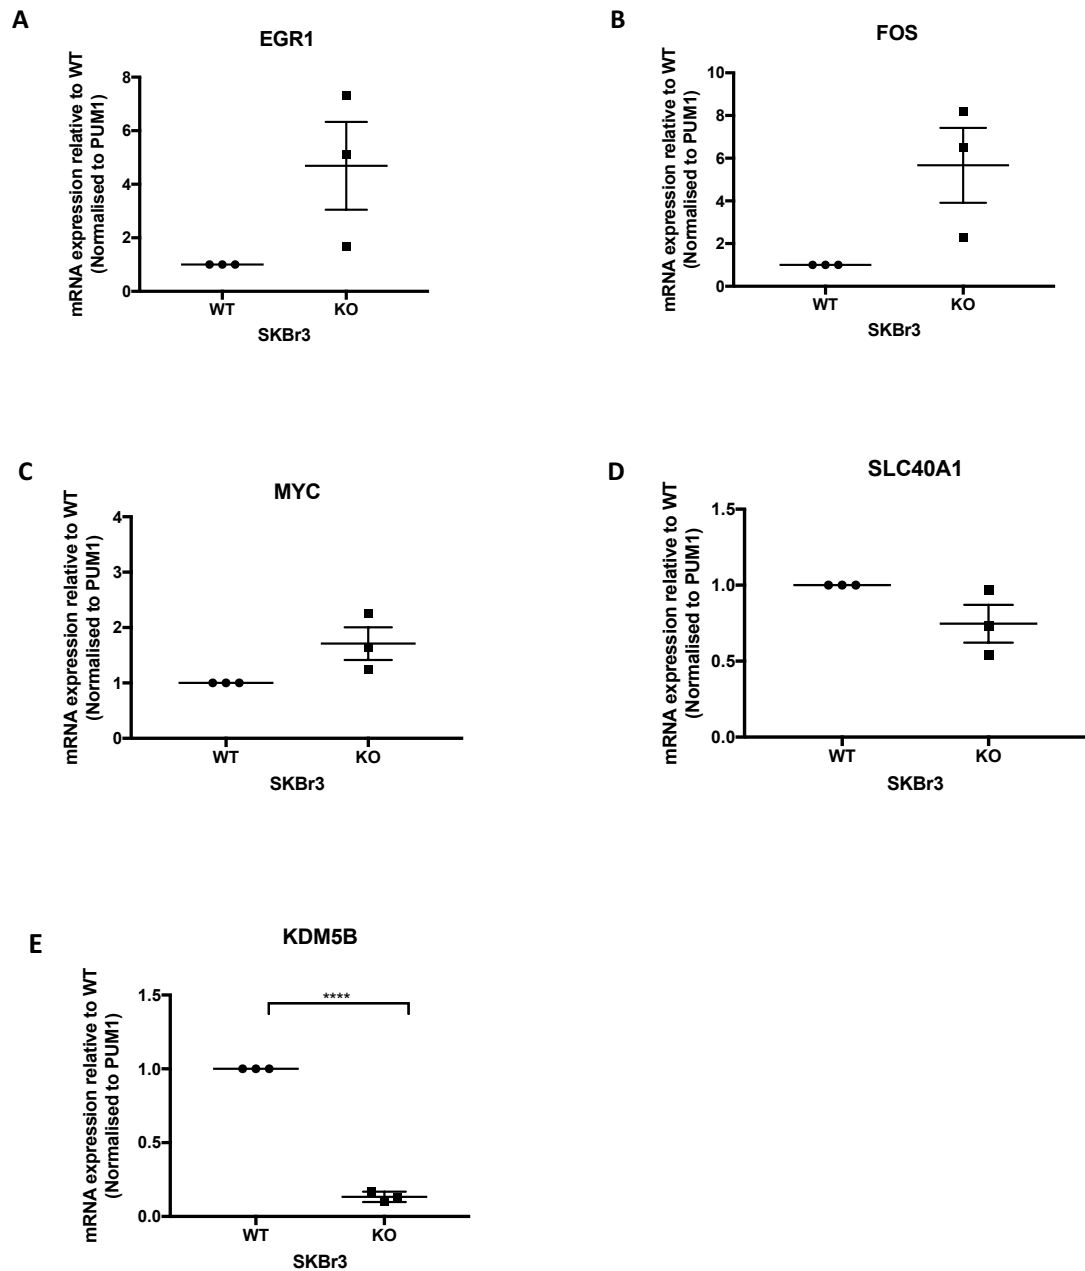 A
EGR1
mRNA expression relative to WT
(Normalised to PUM1)
8
6
4
2
0
WT
KO
SKBr3
B
FOS
mRNA expression relative to WT
(Normalised to PUM1)
10
8
6
4
2
0
WT
KO
SKBr3
C
MYC
mRNA expression relative to WT
(Normalised to PUM1)
4
3
2
1
0
WT
KO
SKBr3
D
SLC40A1
mRNA expression relative to WT
(Normalised to PUM1)
1.5
1.0
0.5
0.0
WT
KO
SKBr3
E
KDM5B
mRNA expression relative to WT
(Normalised to PUM1)
1.5
1.0
0.5
0.0
****
WT
KO
SKBr3